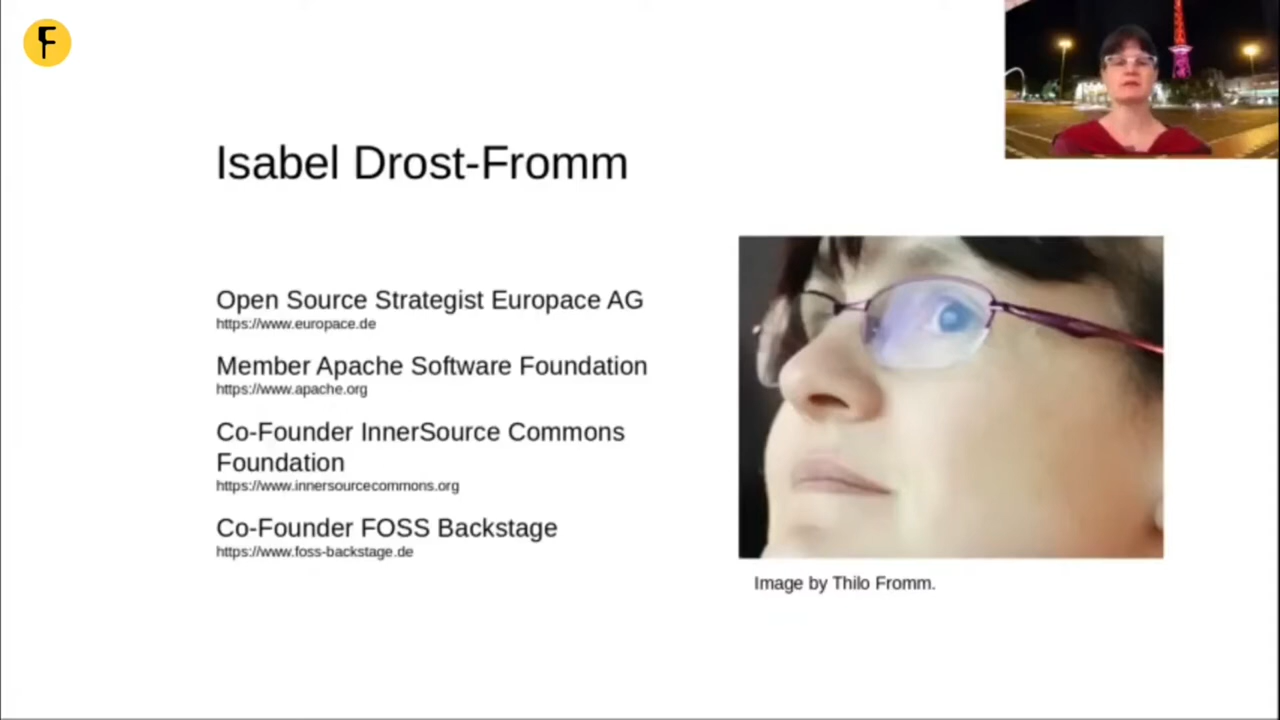 F
Isabel Drost-Fromm
Open Source Strategist Europace AG
https://www.europace.de
Member Apache Software Foundation
https://www.apache.org
Co-Founder InnerSource Commons
Foundation
https://www.innersourcecommons.org
Co-Founder FOSS Backstage
https://www.foss-backstage.de
Image by Thilo Fromm.